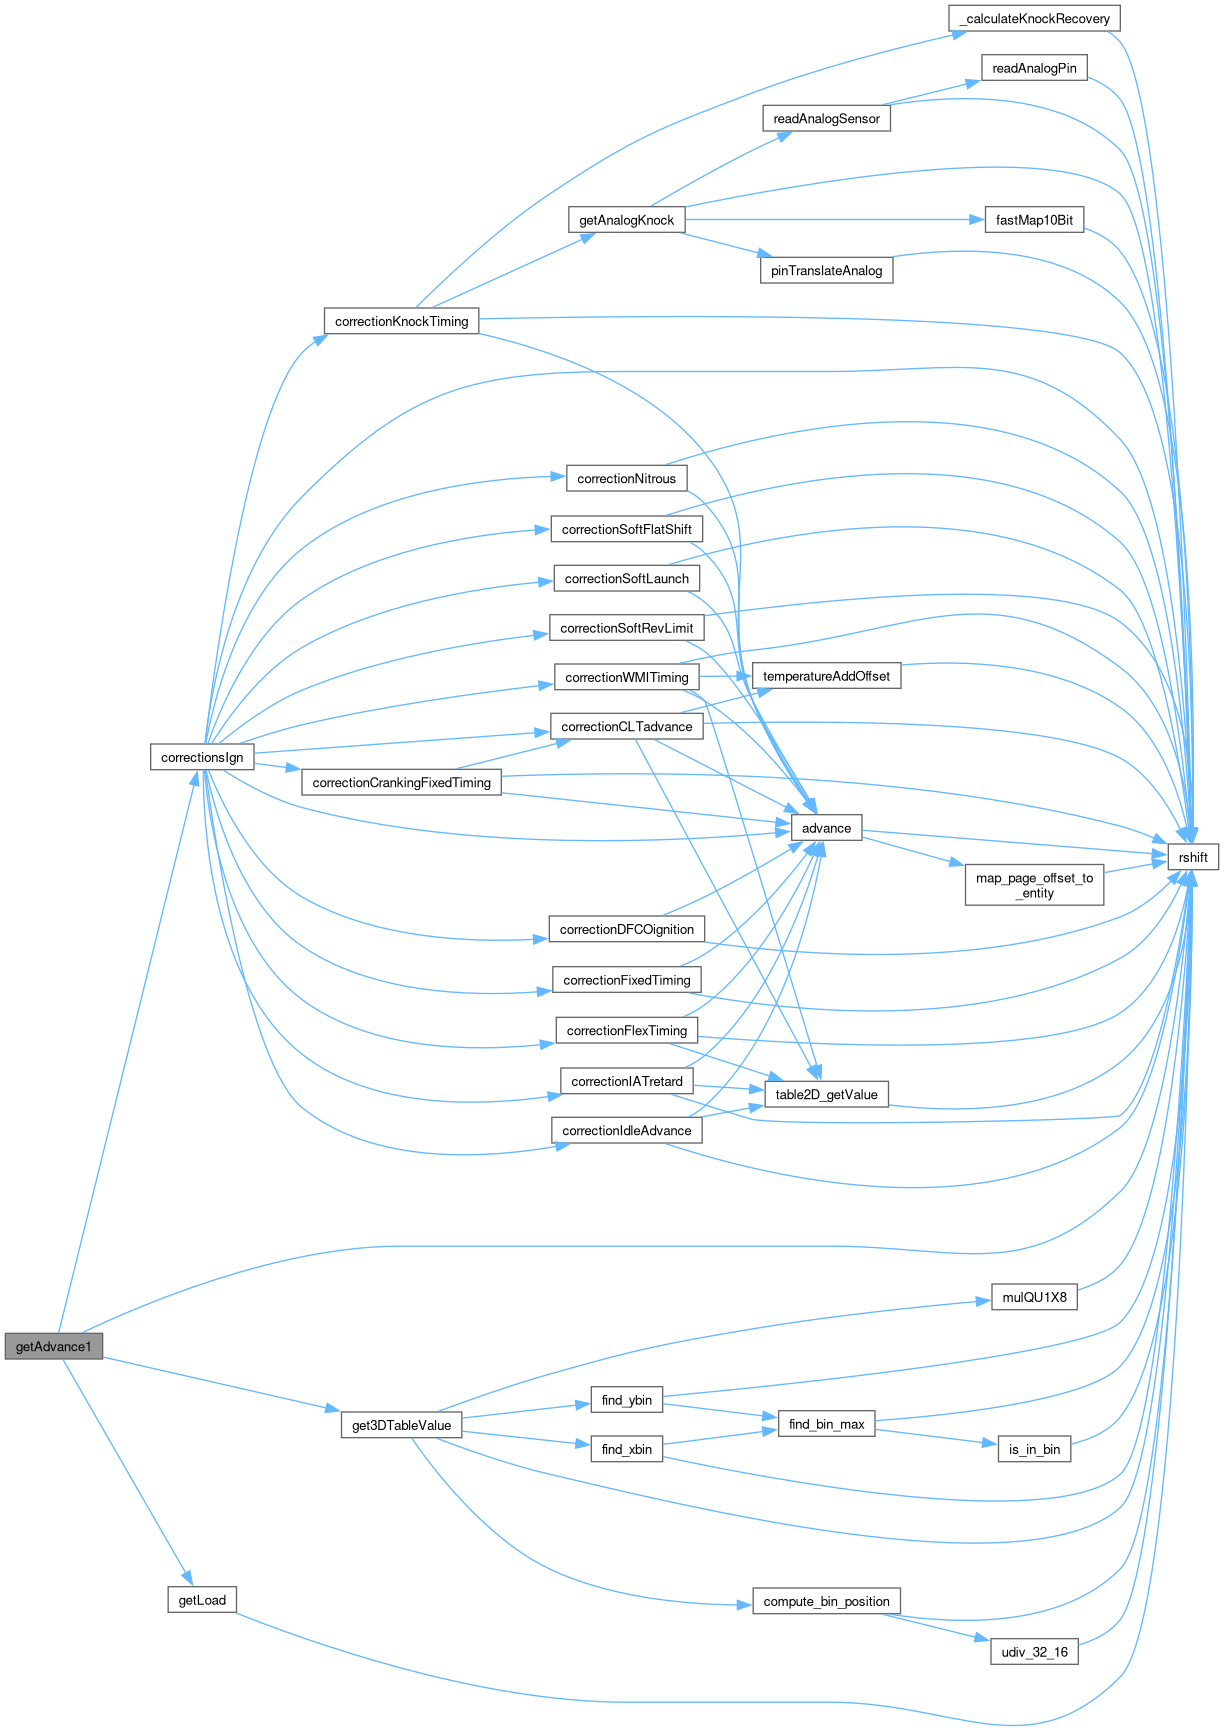 _calculateKnockRecovery
readAnalogPin
readAnalogSensor
getAnalogKnock
fastMap10Bit
pinTranslateAnalog
correctionKnockTiming
correctionNitrous
correctionSoftFlatShift
correctionSoftLaunch
correctionSoftRevLimit
correctionWMITiming
temperatureAddOffset
correctionCLTadvance
correctionsIgn
correctionCrankingFixedTiming
advance
rshift
map_page_offset_to
_entity
correctionDFCOignition
correctionFixedTiming
correctionFlexTiming
correctionIATretard
table2D_getValue
correctionIdleAdvance
mulQU1X8
getAdvance1
find_ybin
get3DTableValue
find_bin_max
find_xbin
is_in_bin
getLoad
compute_bin_position
udiv_32_16